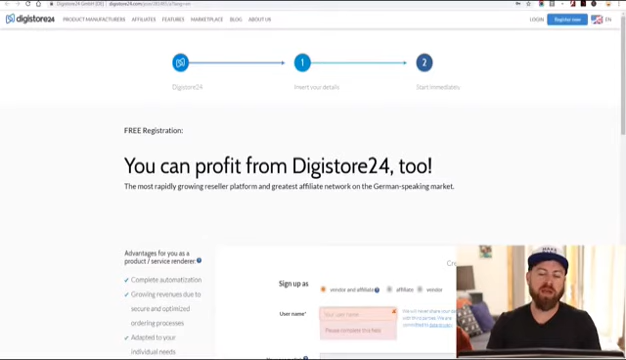 Digistore24 GmbH [DE]
digistore24
PRODUCT MANUFACTURERS AFFILIATES FEATURES MARKETPLACE BLOG ABOUT US LOGIN Register now EN
1 2
Digistore24 Insert your details Start immediately
FREE Registration:
You can profit from Digistore24, too!
The most rapidly growing reseller platform and greatest affiliate network on the German-speaking market.
Advantages for you as a
product / service renderer
Complete automatization
Growing revenues due to
secure and optimized
ordering processes
Adapted to your
individual needs
Sign up as vendor and affiliate affiliate vendor
User name* Your user name
Please complete this field